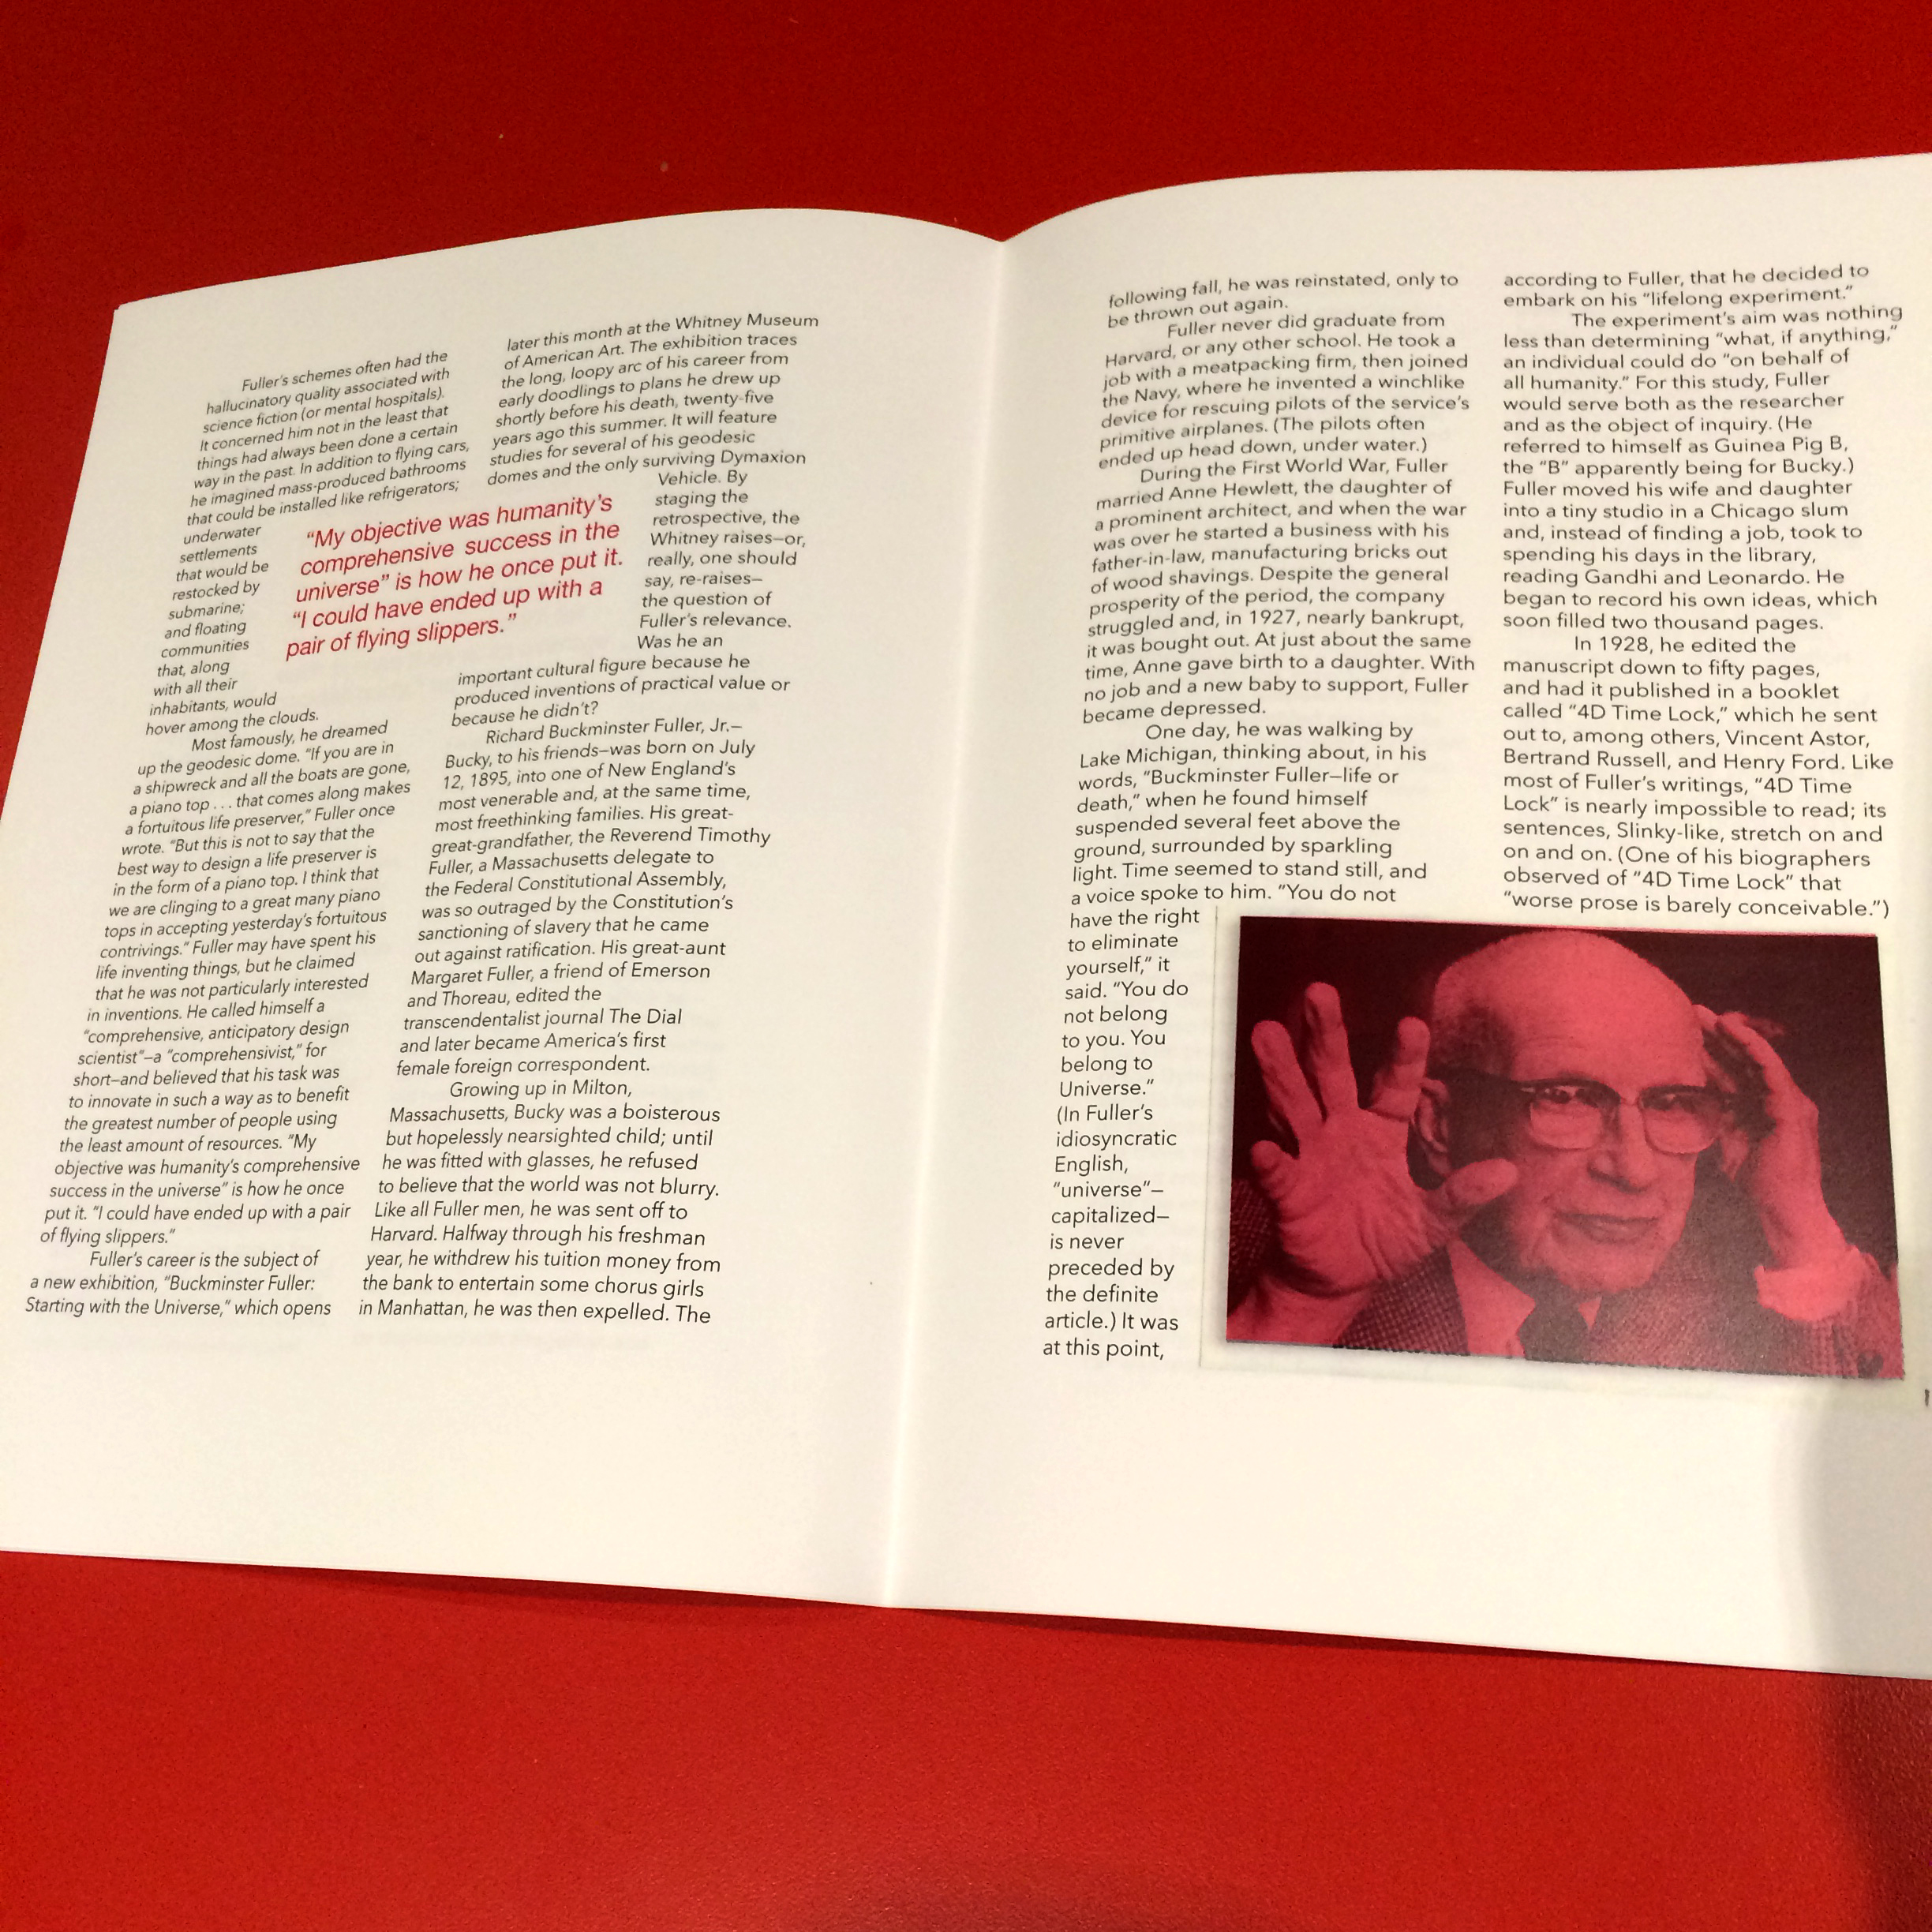 Fuller's schemes often had the
hallucinatory quality associated with
science fiction (or mental hospitals).
It concerned him not in the least that
things had always been done a certain
way in the past. In addition to flying cars,
he imagined mass-produced bathrooms
that could be installed like refrigerators;
underwater
settlements
that would be
restocked by
submarine;
and floating
communities
that, along
with all their
inhabitants, would
hover among the clouds.
Most famously, he dreamed
up the geodesic dome. “If you are in
a shipwreck and all the boats are gone,
a piano top . . . that comes along makes
a fortuitous life preserver,” Fuller once
wrote. “But this is not to say that the
best way to design a life preserver is
in the form of a piano top. I think that
we are clinging to a great many piano
tops in accepting yesterday's fortuitous
contrivings.” Fuller may have spent his
life inventing things, but he claimed
that he was not particularly interested
in inventions. He called himself a
“comprehensive, anticipatory design
scientist”—a “comprehensivist,” for
short—and believed that his task was
to innovate in such a way as to benefit
the greatest number of people using
the least amount of resources. “My
objective was humanity's comprehensive
success in the universe” is how he once
put it. “I could have ended up with a pair
of flying slippers.”
Fuller's career is the subject of
a new exhibition, “Buckminster Fuller:
Starting with the Universe,” which opens
“My objective was humanity's
comprehensive success in the
universe” is how he once put it.
“I could have ended up with a
pair of flying slippers.”
later this month at the Whitney Museum
of American Art. The exhibition traces
the long, loopy arc of his career from
early doodlings to plans he drew up
shortly before his death, twenty-five
years ago this summer. It will feature
studies for several of his geodesic
domes and the only surviving Dymaxion
Vehicle. By
staging the
retrospective, the
Whitney raises—or,
really, one should
say, re-raises—
the question of
Fuller's relevance.
Was he an
important cultural figure because he
produced inventions of practical value or
because he didn't?
Richard Buckminster Fuller, Jr.—
Bucky, to his friends—was born on July
12, 1895, into one of New England's
most venerable and, at the same time,
most freethinking families. His great-
great-grandfather, the Reverend Timothy
Fuller, a Massachusetts delegate to
the Federal Constitutional Assembly,
was so outraged by the Constitution's
sanctioning of slavery that he came
out against ratification. His great-aunt
Margaret Fuller, a friend of Emerson
and Thoreau, edited the
transcendentalist journal The Dial
and later became America's first
female foreign correspondent.
Growing up in Milton,
Massachusetts, Bucky was a boisterous
but hopelessly nearsighted child; until
he was fitted with glasses, he refused
to believe that the world was not blurry.
Like all Fuller men, he was sent off to
Harvard. Halfway through his freshman
year, he withdrew his tuition money from
the bank to entertain some chorus girls
in Manhattan, he was then expelled. The
following fall, he was reinstated, only to
be thrown out again.
Fuller never did graduate from
Harvard, or any other school. He took a
job with a meatpacking firm, then joined
the Navy, where he invented a winchlike
device for rescuing pilots of the service's
primitive airplanes. (The pilots often
ended up head down, under water.)
During the First World War, Fuller
married Anne Hewlett, the daughter of
a prominent architect, and when the war
was over he started a business with his
father-in-law, manufacturing bricks out
of wood shavings. Despite the general
prosperity of the period, the company
struggled and, in 1927, nearly bankrupt,
it was bought out. At just about the same
time, Anne gave birth to a daughter. With
no job and a new baby to support, Fuller
became depressed.
One day, he was walking by
Lake Michigan, thinking about, in his
words, “Buckminster Fuller—life or
death,” when he found himself
suspended several feet above the
ground, surrounded by sparkling
light. Time seemed to stand still, and
a voice spoke to him. “You do not
have the right
to eliminate
yourself,” it
said. “You do
not belong
to you. You
belong to
Universe.”
(In Fuller's
idiosyncratic
English,
“universe”—
capitalized—
is never
preceded by
the definite
article.) It was
at this point,
according to Fuller, that he decided to
embark on his “lifelong experiment.”
The experiment's aim was nothing
less than determining “what, if anything,”
an individual could do “on behalf of
all humanity.” For this study, Fuller
would serve both as the researcher
and as the object of inquiry. (He
referred to himself as Guinea Pig B,
the “B” apparently being for Bucky.)
Fuller moved his wife and daughter
into a tiny studio in a Chicago slum
and, instead of finding a job, took to
spending his days in the library,
reading Gandhi and Leonardo. He
began to record his own ideas, which
soon filled two thousand pages.
In 1928, he edited the
manuscript down to fifty pages,
and had it published in a booklet
called “4D Time Lock,” which he sent
out to, among others, Vincent Astor,
Bertrand Russell, and Henry Ford. Like
most of Fuller's writings, “4D Time
Lock” is nearly impossible to read; its
sentences, Slinky-like, stretch on and
on and on. (One of his biographers
observed of “4D Time Lock” that
“worse prose is barely conceivable.”)